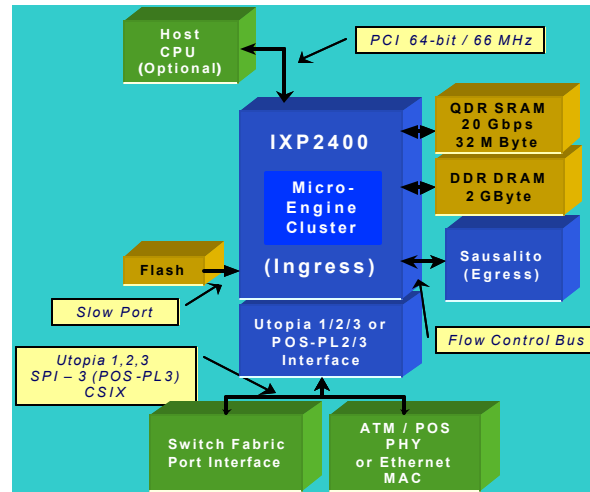 Host
CPU
(Optional)
PCI 64-bit / 66 MHz
IXP2400
Micro-
Engine
Cluster
(Ingress)
QDR SRAM
20 Gbps
32 M Byte
DDR DRAM
2 GByte
Sausalito
(Egress)
Flash
Slow Port
Utopia 1/2/3 or
POS-PL2/3
Interface
Flow Control Bus
Utopia 1,2,3
SPI – 3 (POS-PL3)
CSIX
Switch Fabric
Port Interface
ATM / POS
PHY
or Ethernet
MAC